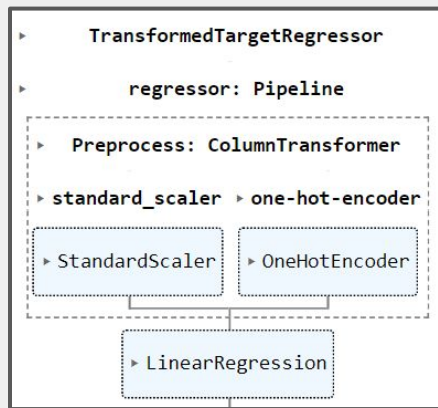 TransformedTargetRegressor
regressor: Pipeline
Preprocess: ColumnTransformer
standard_scaler one-hot-encoder
StandardScaler OneHotEncoder
LinearRegression